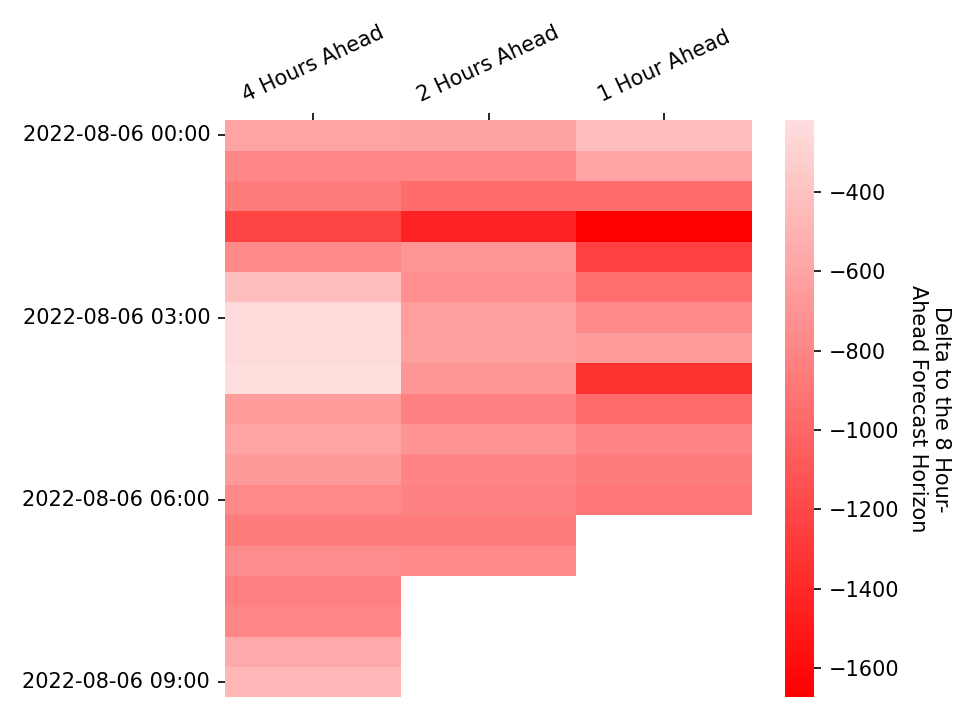 4 Hours Ahead
2 Hours Ahead
1 Hour Ahead
2022-08-06 00:00
2022-08-06 03:00
2022-08-06 06:00
2022-08-06 09:00
−400
−600
−800
−1000
−1200
−1400
−1600
Delta to the 8 Hour-
Ahead Forecast Horizon